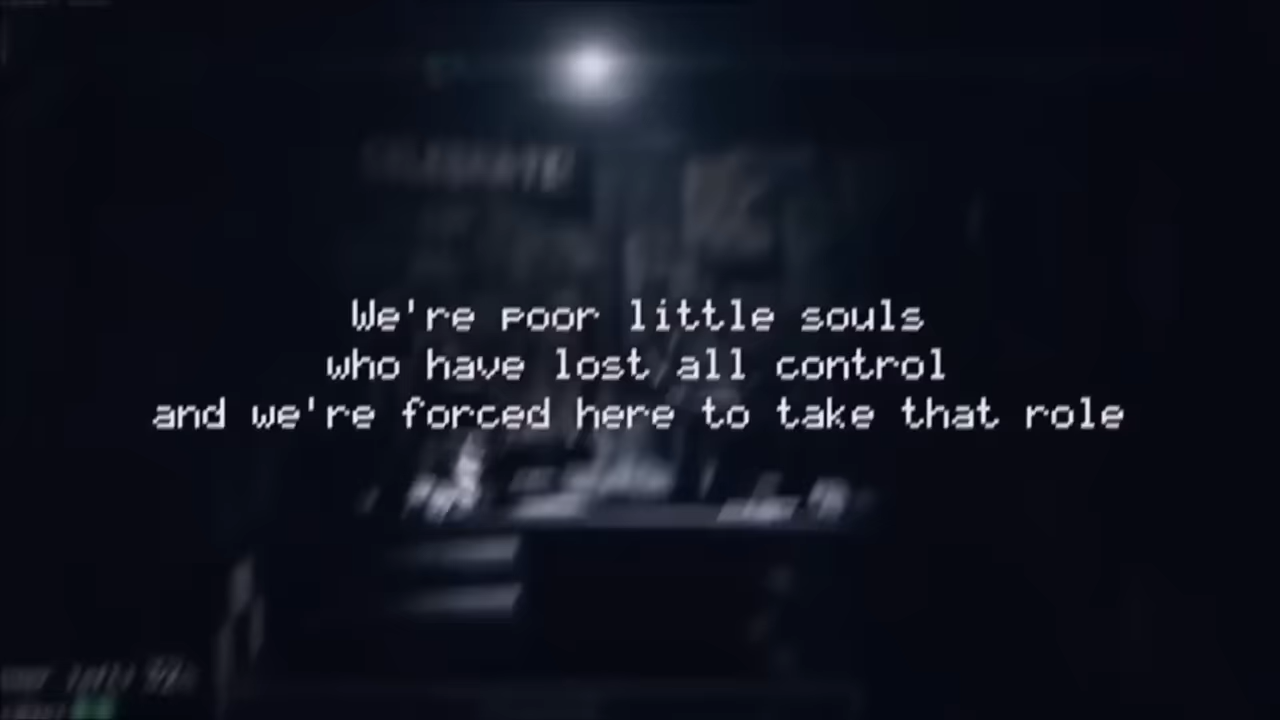 We're poor little souls
who have lost all control
and we're forced here to take that role